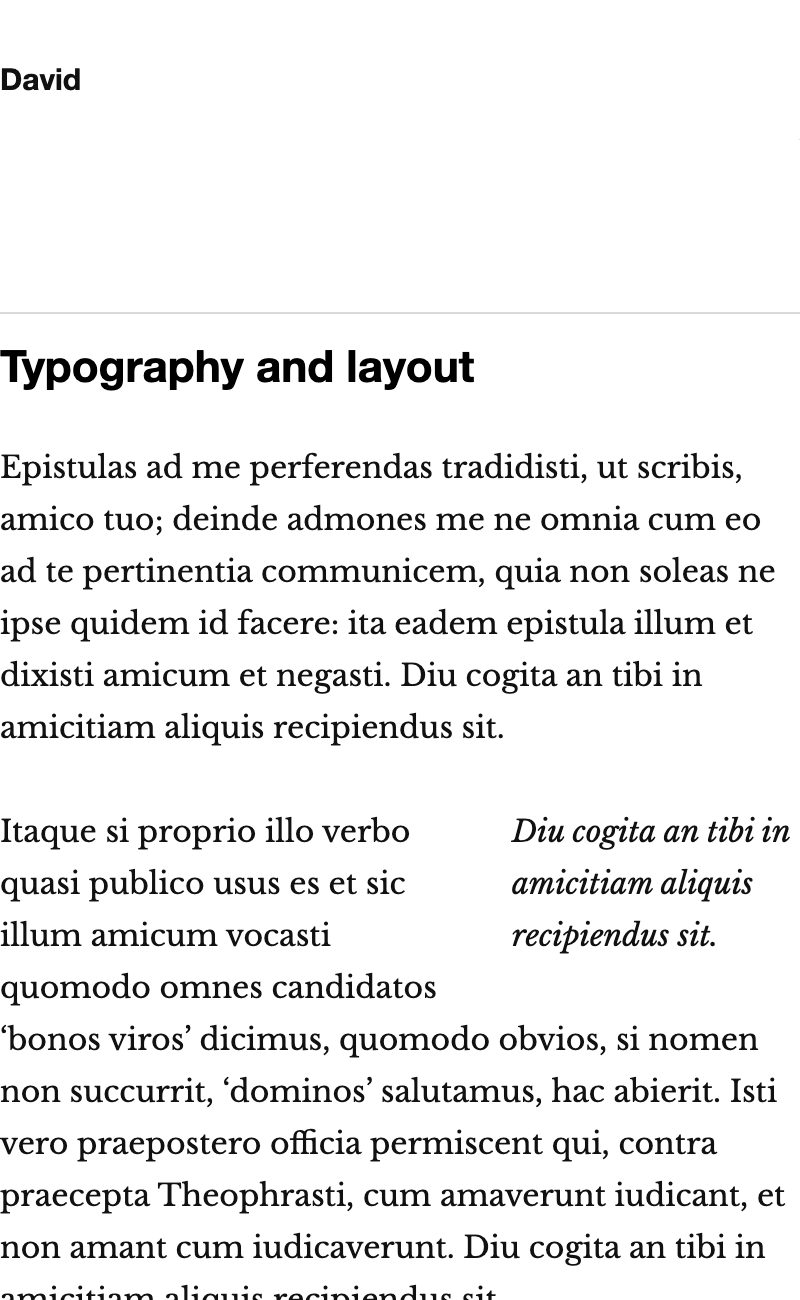 David
Typography and layout
Epistulas ad me perferendas tradidisti, ut scribis,
amico tuo; deinde admones me ne omnia cum eo
ad te pertinentia communicem, quia non soleas ne
ipse quidem id facere: ita eadem epistula illum et
dixisti amicum et negasti. Diu cogita an tibi in
amicitiam aliquis recipiendus sit.
Itaque si proprio illo verbo
quasi publico usus es et sic
illum amicum vocasti
quomodo omnes candidatos
Diu cogita an tibi in
amicitiam aliquis
recipiendus sit.
‘bonos viros’ dicimus, quomodo obvios, si nomen
non succurrit, ‘dominos’ salutamus, hac abierit. Isti
vero praepostero officia permiscent qui, contra
praecepta Theophrasti, cum amaverunt iudicant, et
non amant cum iudicaverunt. Diu cogita an tibi in
amicitiam aliquis recipiendus sit